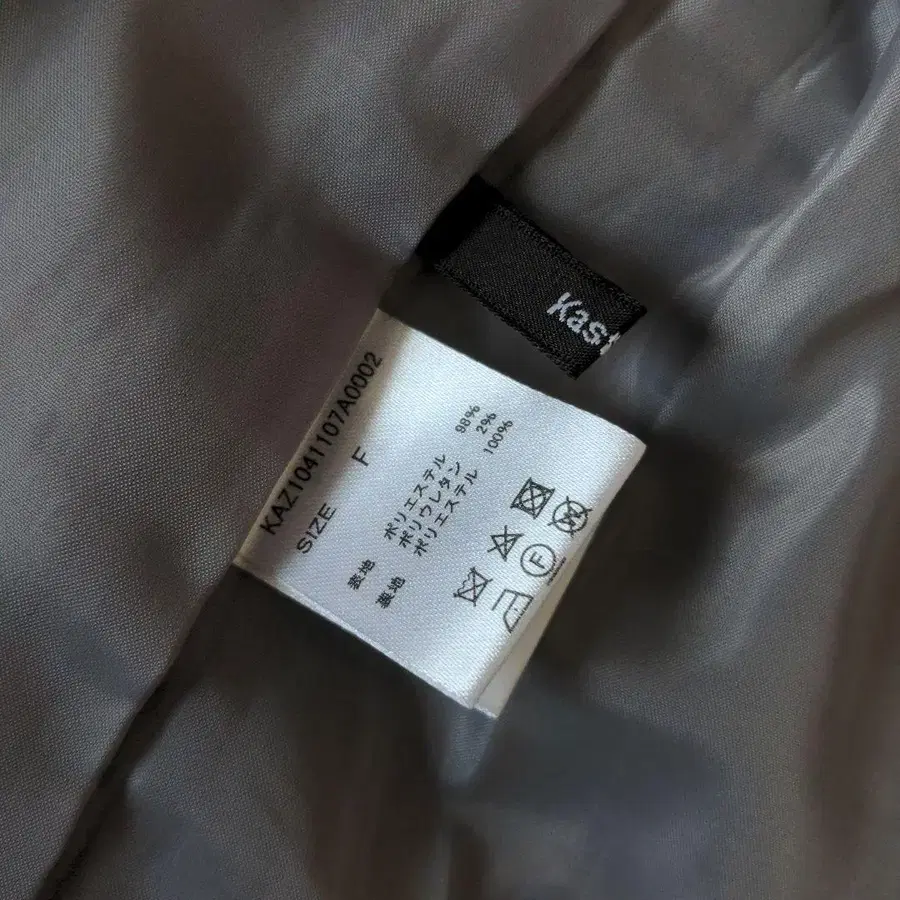 Kast
KAZ1041107A0002
SIZE F
表地 ポリエステル 98%
ポリウレタン 2%
裏地 ポリエステル 100%
W
F